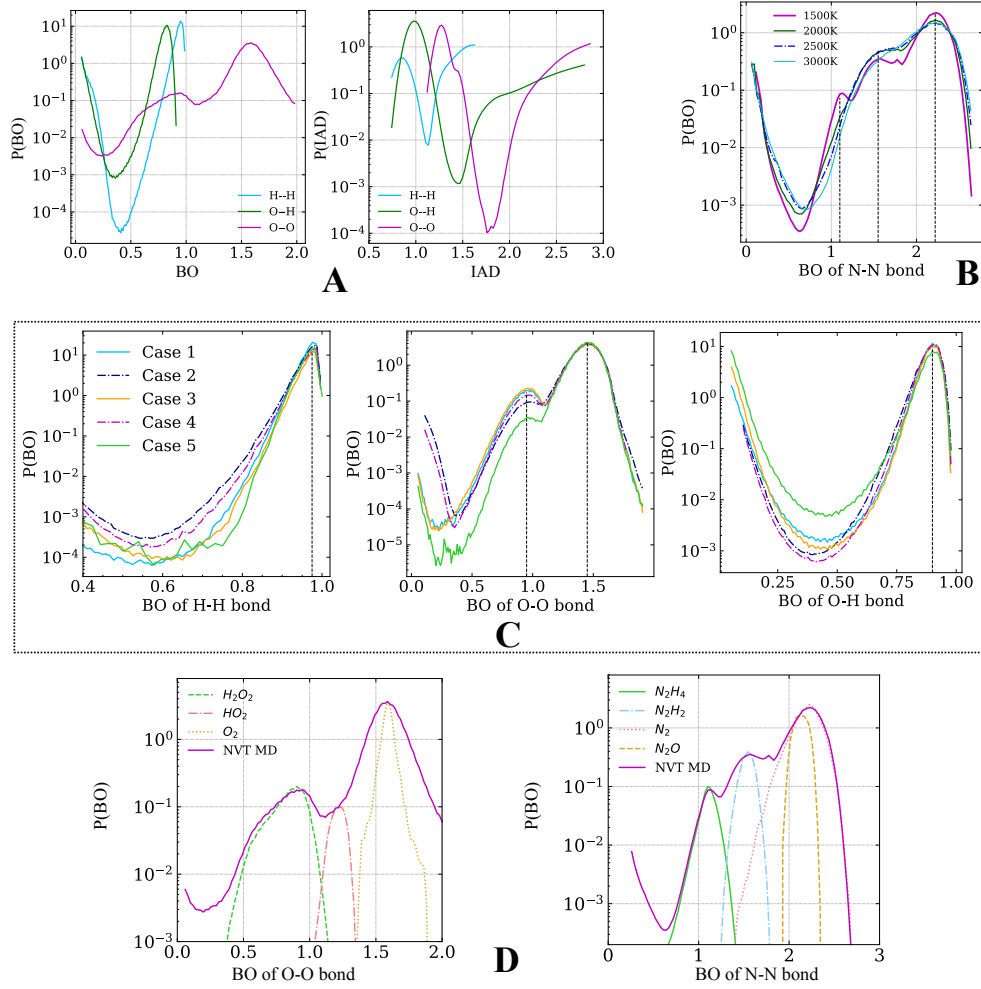 P(BO)
10^1
10^0
10^-1
10^-2
10^-3
10^-4
0.0 0.5 1.0 1.5 2.0
BO
H--H
O--H
O--O
P(IAD)
10^1
10^0
10^-1
10^-2
10^-3
10^-4
0.5 1.0 1.5 2.0 2.5 3.0
IAD
H--H
O--H
O--O
A
P(BO)
10^1
10^-1
10^-3
0 1 2
BO of N-N bond
1500K
2000K
2500K
3000K
B
P(BO)
10^1
10^0
10^-1
10^-2
10^-3
10^-4
0.4 0.6 0.8 1.0
BO of H-H bond
Case 1
Case 2
Case 3
Case 4
Case 5
P(BO)
10^0
10^-1
10^-2
10^-3
10^-4
10^-5
0.0 0.5 1.0 1.5
BO of O-O bond
P(BO)
10^1
10^0
10^-1
10^-2
10^-3
0.25 0.50 0.75 1.00
BO of O-H bond
C
P(BO)
10^0
10^-1
10^-2
10^-3
0.0 0.5 1.0 1.5 2.0
BO of O-O bond
H2O2
HO2
O2
NVT MD
D
P(BO)
10^0
10^-1
10^-2
10^-3
0 1 2 3
BO of N-N bond
N2H4
N2H2
N2
N2O
NVT MD